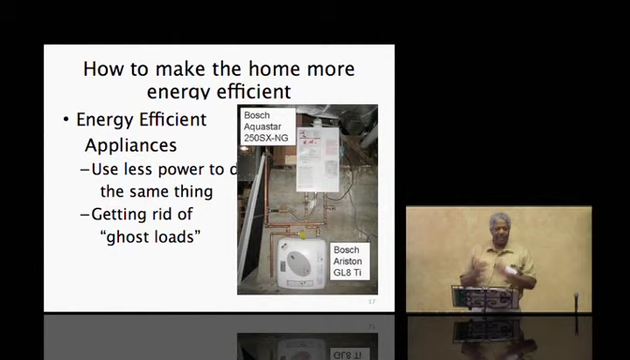 How to make the home more
energy efficient
• Energy Efficient
Appliances
–Use less power to d
the same thing
–Getting rid of
“ghost loads”
Bosch
Aquastar
250SX-NG
Bosch
Ariston
GL8 Ti
17